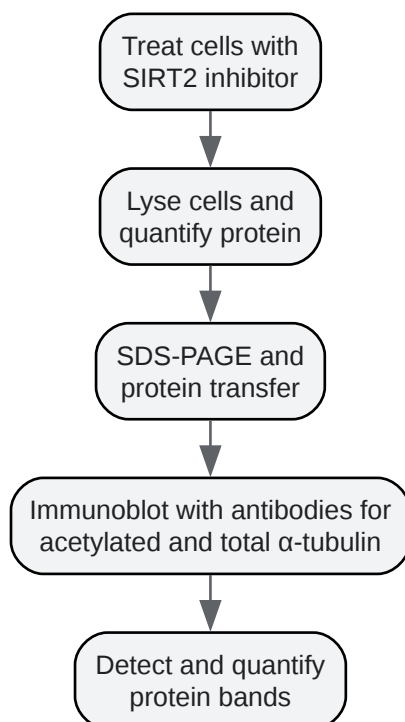 Treat cells with
SIRT2 inhibitor
Lyse cells and
quantify protein
SDS-PAGE and
protein transfer
Immunoblot with antibodies for
acetylated and total α-tubulin
Detect and quantify
protein bands